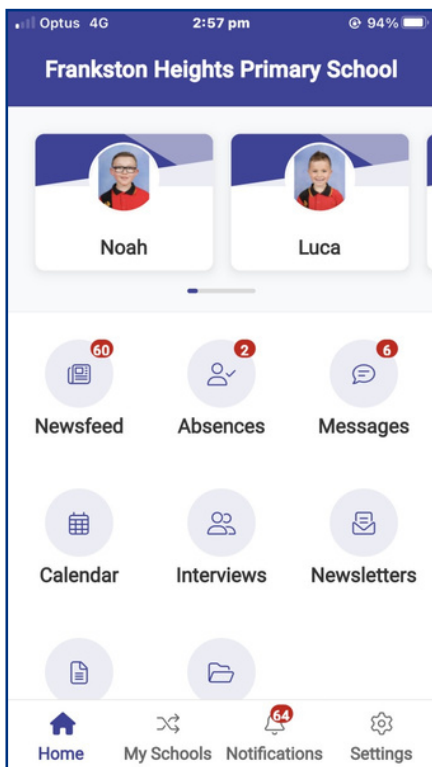 Optus 4G 2:57 pm 94%
Frankston Heights Primary School
Noah Luca
60 2 6
Newsfeed Absences Messages
Calendar Interviews Newsletters
64
Home My Schools Notifications Settings